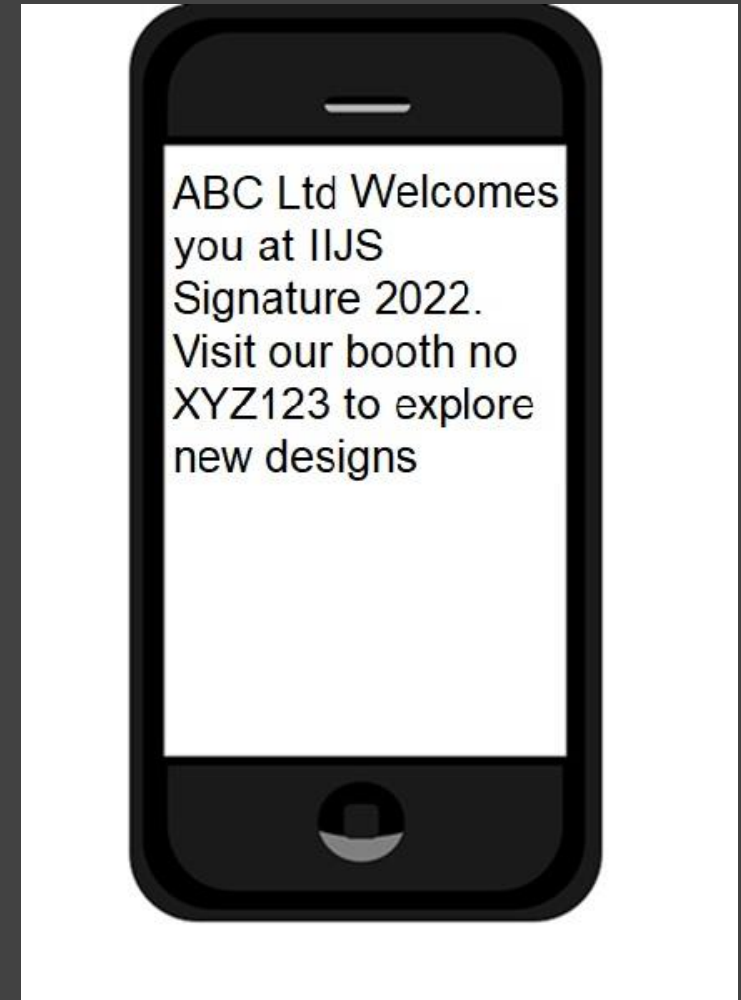 ABC Ltd Welcomes
you at IIJS
Signature 2022.
Visit our booth no
XYZ123 to explore
new designs